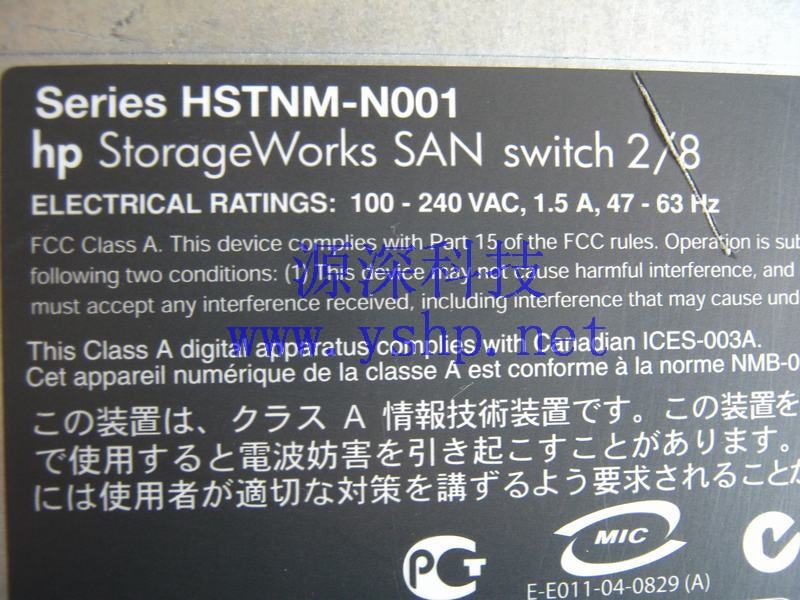 Series HSTNM-N001
hp StorageWorks SAN switch 2/8
ELECTRICAL RATINGS: 100 - 240 VAC, 1.5 A, 47 - 63 Hz
FCC Class A. This device complies with Part 15 of the FCC rules. Operation is sub
following two conditions: (1) This device may not cause harmful interference, and
must accept any interference received, including interference that may cause und
源深科技
www.yshp.net
This Class A digital apparatus complies with Canadian ICES-003A.
Cet appareil numérique de la classe A est conforme à la norme NMB-0
この装置は、クラス A 情報技術装置です。この装置を
で使用すると電波妨害を引き起こすことがあります。
には使用者が適切な対策を講ずるよう要求されることが
PCT
MIC
E-E011-04-0829 (A)